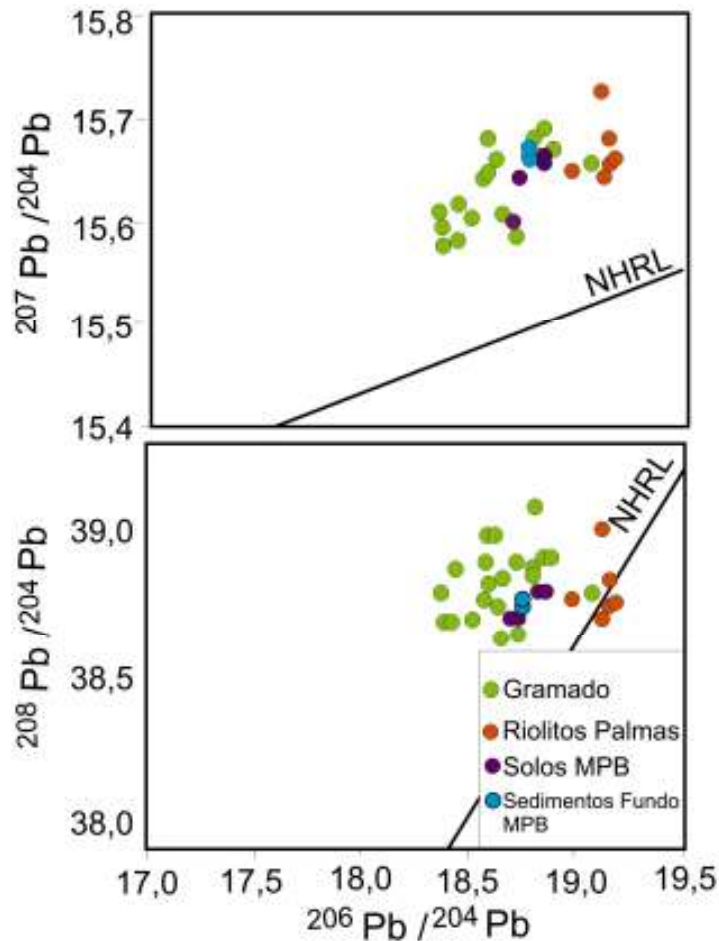 15,8
15,7
15,6
15,5
15,4
207 Pb /204 Pb
NHRL
39,0
38,5
38,0
208 Pb /204 Pb
NHRL
Gramado
Riolitos Palmas
Solos MPB
Sedimentos Fundo
MPB
17,0 17,5 18,0 18,5 19,0 19,5
206 Pb /204 Pb